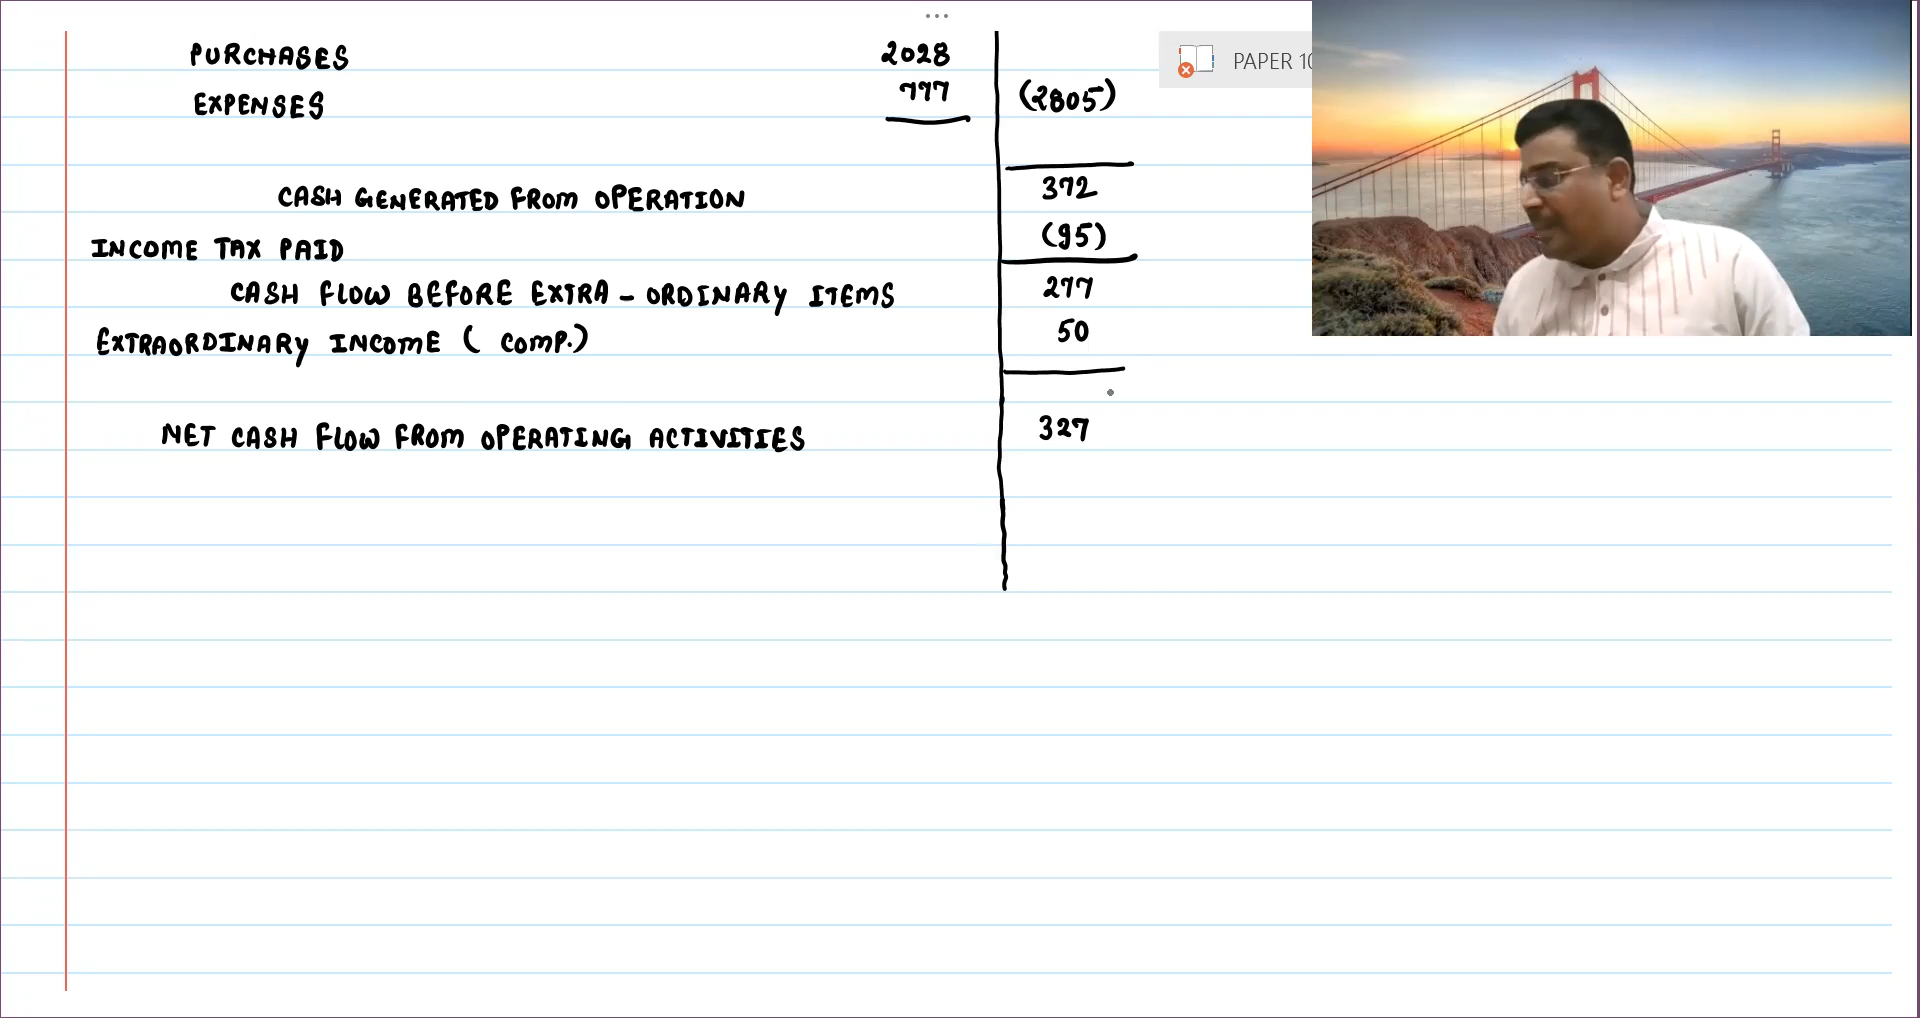 PURCHASES 2028
EXPENSES 777 (2805)
PAPER 10
CASH GENERATED FROM OPERATION 372
INCOME TAX PAID (95)
CASH FLOW BEFORE EXTRA - ORDINARY ITEMS 277
EXTRAORDINARY INCOME ( COMP.) 50
NET CASH FLOW FROM OPERATING ACTIVITIES 327